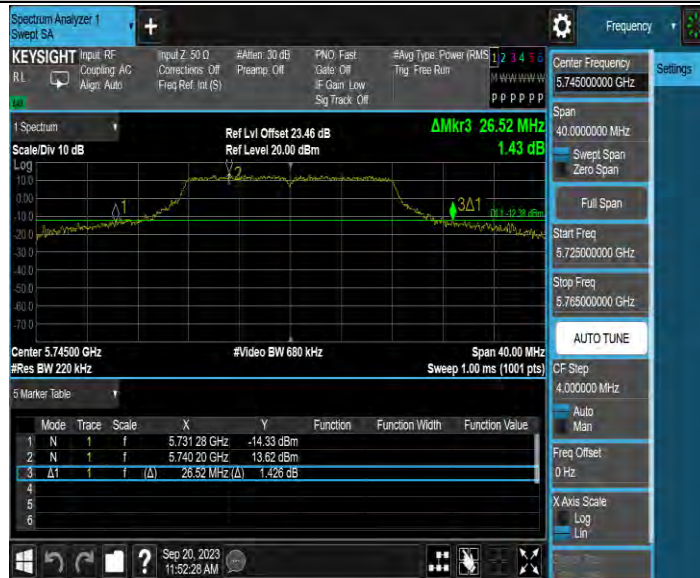 Spectrum Analyzer 1
Swept SA
+
Frequency
KEYSIGHT
RL
Input: RF
Coupling: AC
Align: Auto
Input Z: 50 Ω
Corrections: Off
Freq Ref: Int (S)
#Atten: 30 dB
Preamp: Off
PNO: Fast
Gate: Off
IF Gain: Low
Sig Track: Off
#Avg Type: Power (RMS
Trig: Free Run
1 2 3 4 5 6
M W W W W W
P P P P P P
1 Spectrum
Scale/Div 10 dB
Ref Lvl Offset 23.46 dB
Ref Level 20.00 dBm
ΔMkr3 26.52 MHz
1.43 dB
Log
10.0
0.00
-10.0
-20.0
-30.0
-40.0
-50.0
-60.0
-70.0
Δ1
2
3Δ1
DL1 -12.38 dBm
Center 5.74500 GHz
#Res BW 220 kHz
#Video BW 680 kHz
Span 40.00 MHz
Sweep 1.00 ms (1001 pts)
5 Marker Table
Mode Trace Scale X Y Function Function Width Function Value
1 N 1 f 5.731 28 GHz -14.33 dBm
2 N 1 f 5.740 20 GHz 13.62 dBm
3 Δ1 1 f (Δ) 26.52 MHz (Δ) 1.426 dB
4
5
6
Sep 20, 2023
11:52:28 AM
Center Frequency
5.745000000 GHz
Settings
Span
40.0000000 MHz
Swept Span
Zero Span
Full Span
Start Freq
5.725000000 GHz
Stop Freq
5.765000000 GHz
AUTO TUNE
CF Step
4.000000 MHz
Auto
Man
Freq Offset
0 Hz
X Axis Scale
Log
Lin